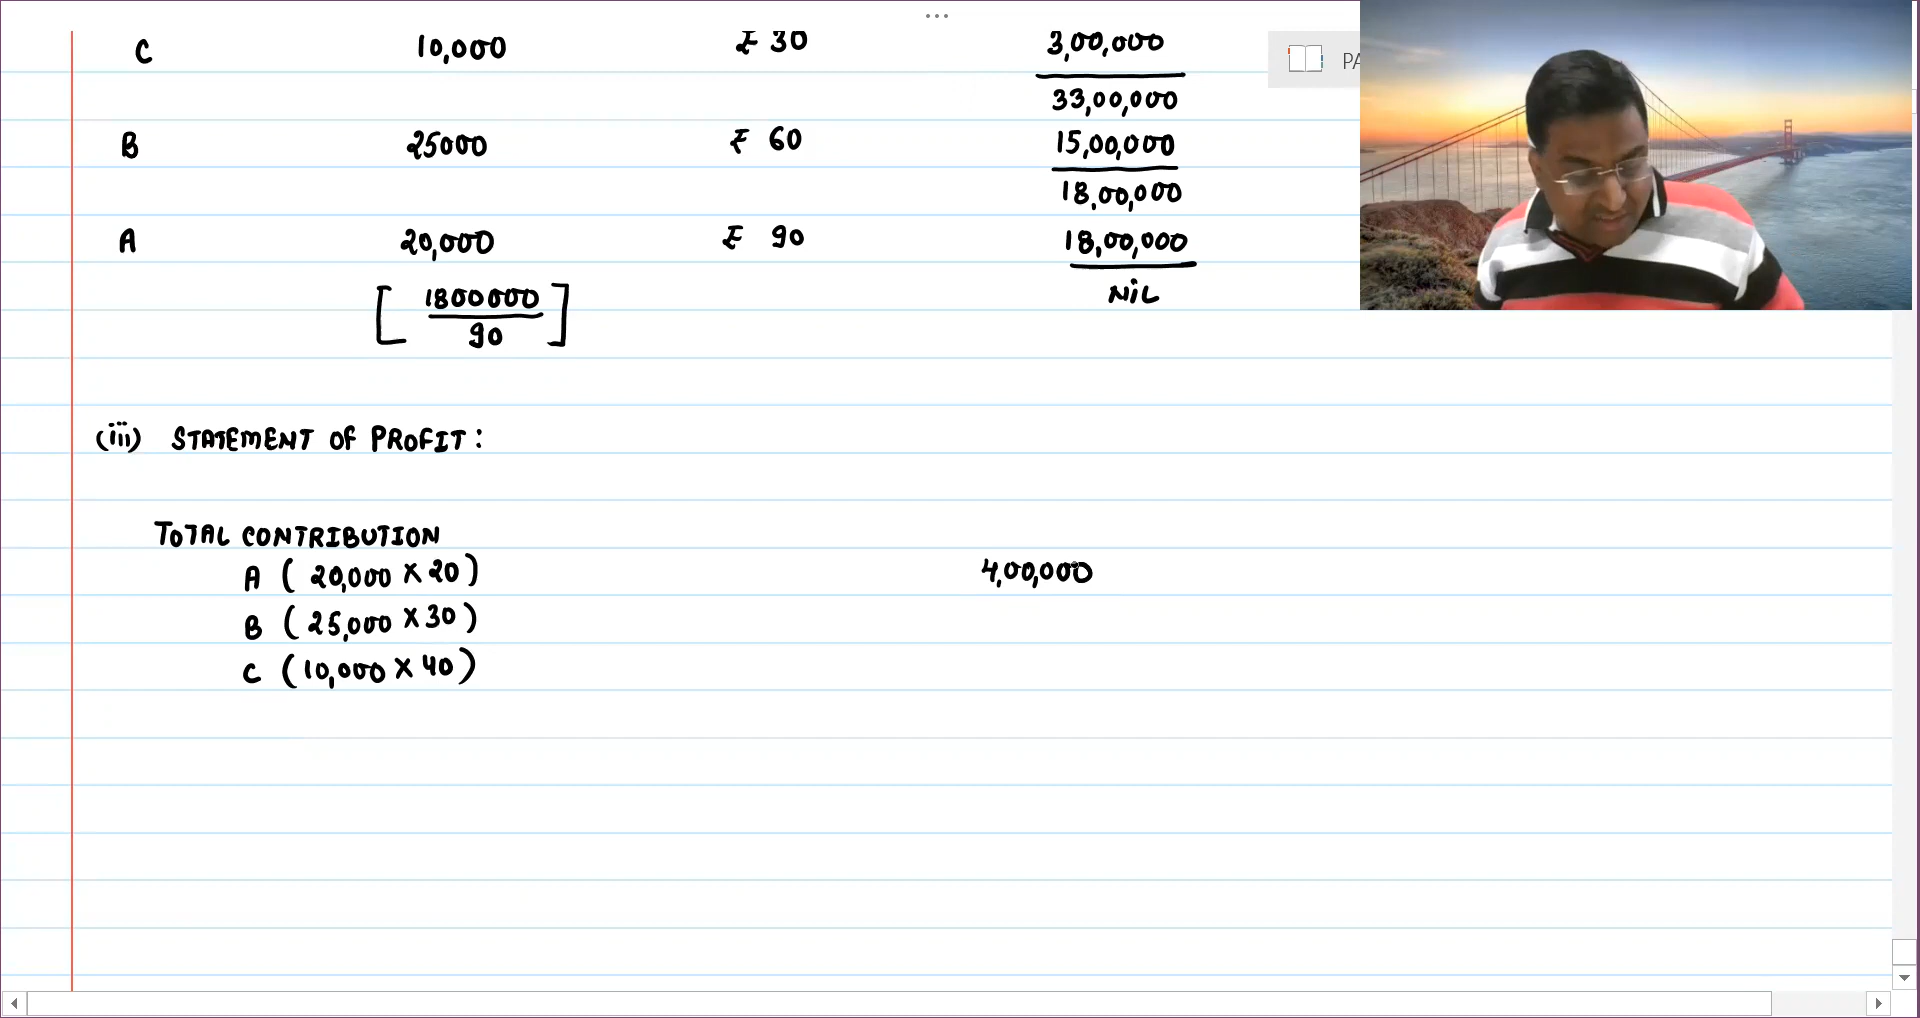 C 10,000 ₹ 30 3,00,000
PA
33,00,000
B 25000 ₹ 60 15,00,000
18,00,000
A 20,000 ₹ 90 18,00,000
[ 1800000 / 90 ] NIL
(iii) STATEMENT OF PROFIT:
TOTAL CONTRIBUTION
A ( 20,000 × 20 ) 4,00,000
B ( 25,000 × 30 )
C ( 10,000 × 40 )